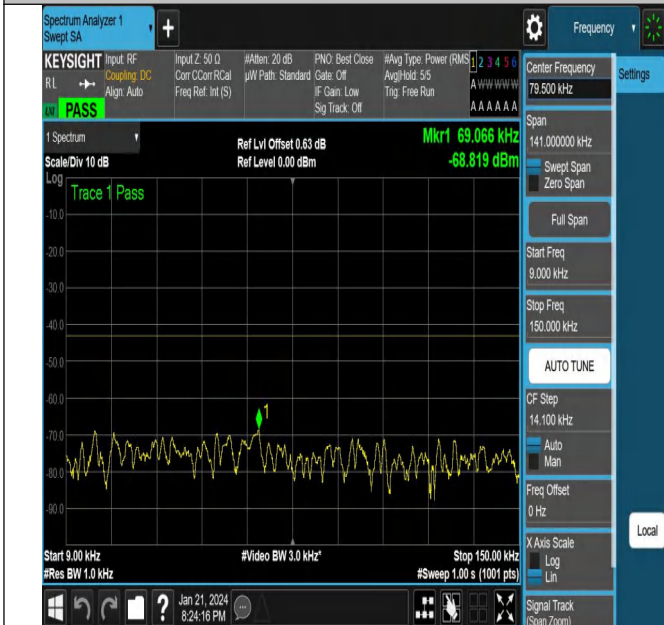 Spectrum Analyzer 1
Swept SA
Frequency
KEYSIGHT
RL
PASS
Input: RF
Coupling: DC
Align: Auto
Input Z: 50 Ω
Corr CCorr RCal
Freq Ref: Int (S)
#Atten: 20 dB
µW Path: Standard
PNO: Best Close
Gate: Off
IF Gain: Low
Sig Track: Off
#Avg Type: Power (RMS
Avg|Hold: 5/5
Trig: Free Run
1 2 3 4 5 6
A W W W W W
A A A A A A
1 Spectrum
Scale/Div 10 dB
Ref Lvl Offset 0.63 dB
Ref Level 0.00 dBm
Mkr1 69.066 kHz
-68.819 dBm
Log
Trace 1 Pass
-10.0
-20.0
-30.0
-40.0
-50.0
-60.0
-70.0
-80.0
-90.0
1
Start 9.00 kHz
#Res BW 1.0 kHz
#Video BW 3.0 kHz*
Stop 150.00 kHz
#Sweep 1.00 s (1001 pts)
Jan 21, 2024
8:24:16 PM
Center Frequency
79.500 kHz
Settings
Span
141.000000 kHz
Swept Span
Zero Span
Full Span
Start Freq
9.000 kHz
Stop Freq
150.000 kHz
AUTO TUNE
CF Step
14.100 kHz
Auto
Man
Freq Offset
0 Hz
X Axis Scale
Log
Lin
Local
Signal Track
(Span Zoom)